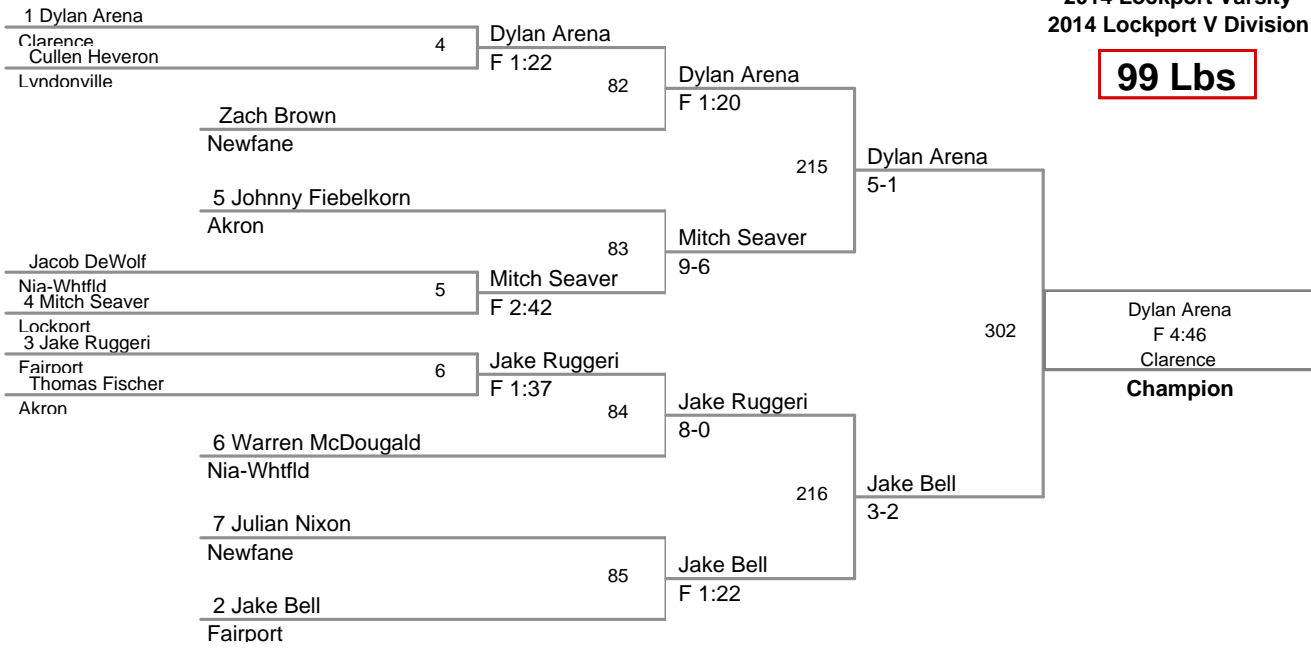 2014 Lockport Varsity
2014 Lockport V Division
99 Lbs
1 Dylan Arena
Clarence
Cullen Heveron
Lyndonville
4
Dylan Arena
F 1:22
Zach Brown
Newfane
82
Dylan Arena
F 1:20
5 Johnny Fiebelkorn
Akron
Jacob DeWolf
Nia-Whtfld
4 Mitch Seaver
Lockport
5
Mitch Seaver
F 2:42
83
Mitch Seaver
9-6
215
Dylan Arena
5-1
3 Jake Ruggeri
Fairport
Thomas Fischer
Akron
6
Jake Ruggeri
F 1:37
6 Warren McDougald
Nia-Whtfld
84
Jake Ruggeri
8-0
7 Julian Nixon
Newfane
2 Jake Bell
Fairport
85
Jake Bell
F 1:22
216
Jake Bell
3-2
302
Dylan Arena
F 4:46
Clarence
Champion